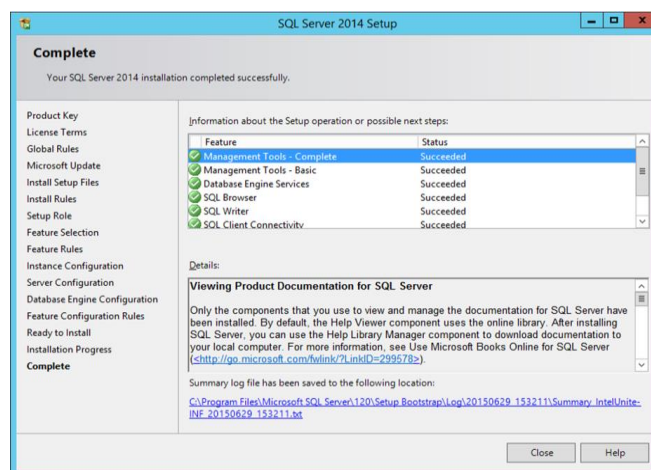 SQL Server 2014 Setup
Complete
Your SQL Server 2014 installation completed successfully.
Product Key
License Terms
Global Rules
Microsoft Update
Install Setup Files
Install Rules
Setup Role
Feature Selection
Feature Rules
Instance Configuration
Server Configuration
Database Engine Configuration
Feature Configuration Rules
Ready to Install
Installation Progress
Complete
Information about the Setup operation or possible next steps:
Feature Status
Management Tools - Complete Succeeded
Management Tools - Basic Succeeded
Database Engine Services Succeeded
SQL Browser Succeeded
SQL Writer Succeeded
SQL Client Connectivity Succeeded
Details:
Viewing Product Documentation for SQL Server
Only the components that you use to view and manage the documentation for SQL Server have
been installed. By default, the Help Viewer component uses the online library. After installing
SQL Server, you can use the Help Library Manager component to download documentation to
your local computer. For more information, see Use Microsoft Books Online for SQL Server
(<http://go.microsoft.com/fwlink/?LinkID=299578>).
Summary log file has been saved to the following location:
C:\Program Files\Microsoft SQL Server\120\Setup Bootstrap\Log\20150629_153211\Summary_IntelUnite-
INF_20150629_153211.txt
Close Help